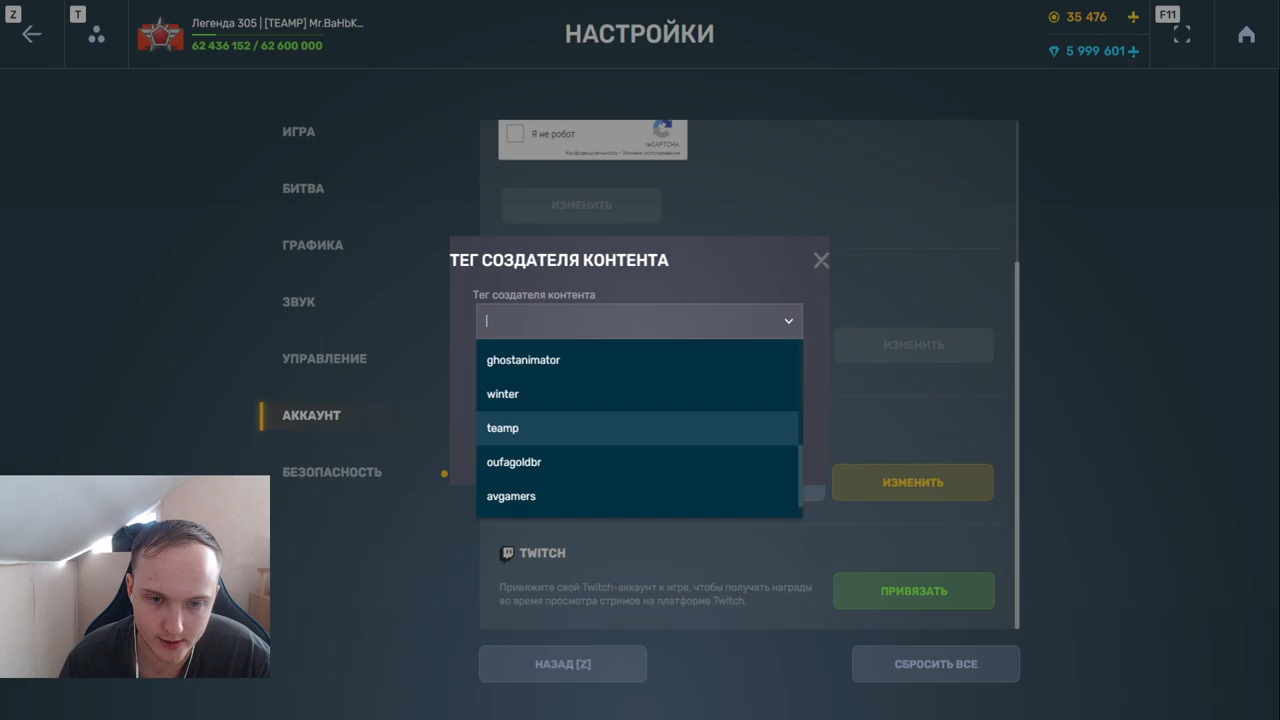 Z
T
Легенда 305 | [TEAMP] Mr.BaHbK...
62 436 152 / 62 600 000
НАСТРОЙКИ
35 476
5 999 601
F11
ИГРА
БИТВА
ГРАФИКА
ЗВУК
УПРАВЛЕНИЕ
АККАУНТ
БЕЗОПАСНОСТЬ
Я не робот
reCAPTCHA
Конфиденциальность - Условия использования
ИЗМЕНИТЬ
ТЕГ СОЗДАТЕЛЯ КОНТЕНТА
Тег создателя контента
ghostanimator
winter
teamp
oufagoldbr
avgamers
ИЗМЕНИТЬ
ИЗМЕНИТЬ
TWITCH
Привяжите свой Twitch-аккаунт к игре, чтобы получать награды
во время просмотра стримов на платформе Twitch.
ПРИВЯЗАТЬ
НАЗАД [Z]
СБРОСИТЬ ВСЕ